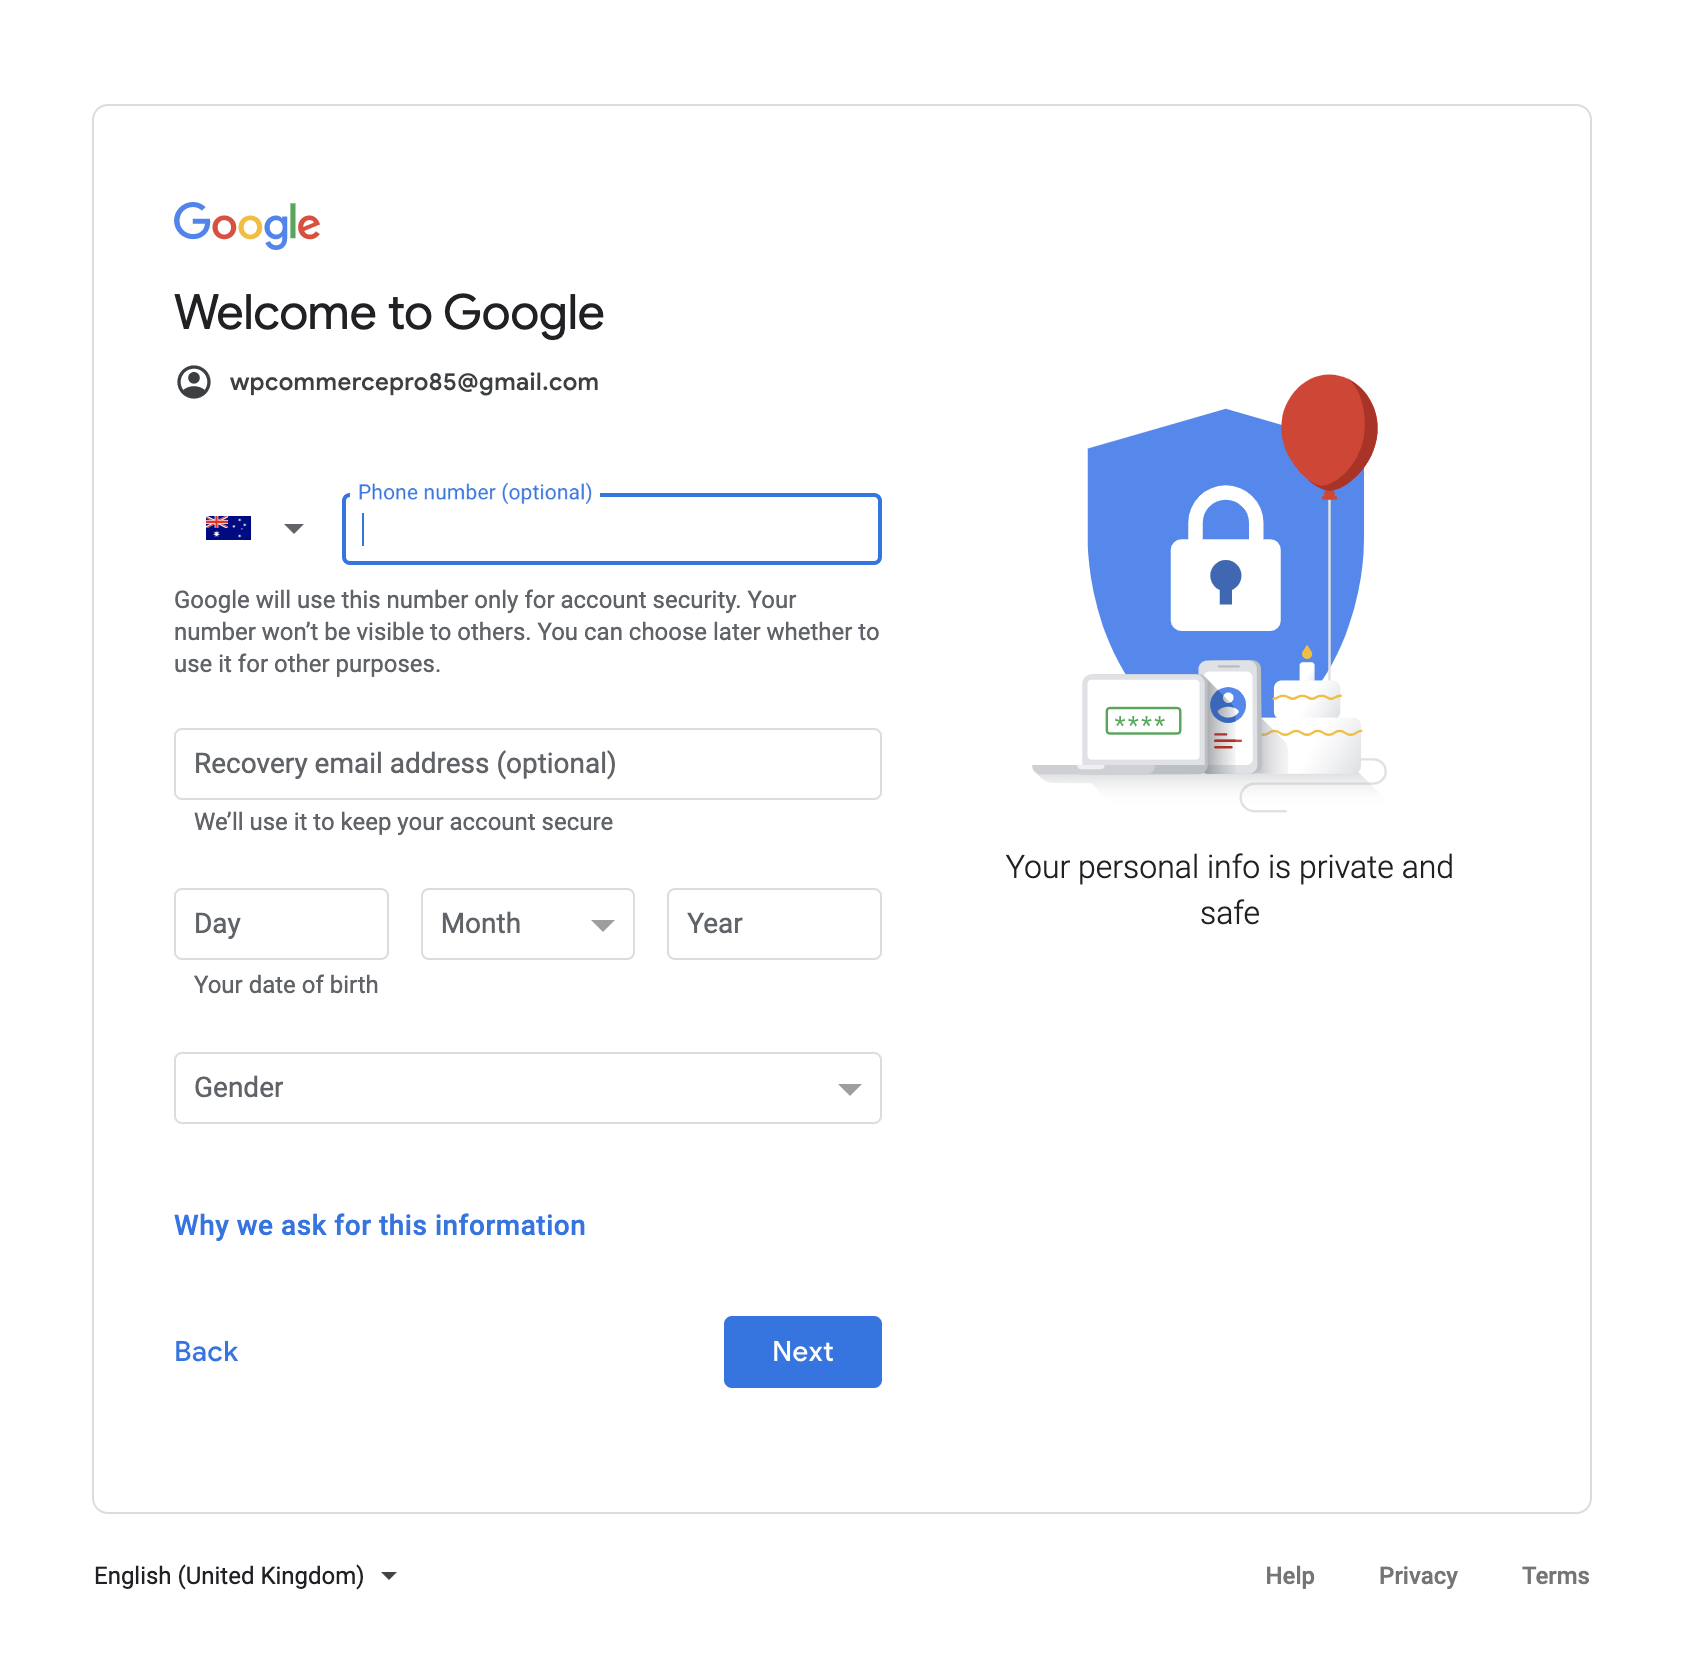 Google
Welcome to Google
wpcommercepro85@gmail.com
Phone number (optional)
Google will use this number only for account security. Your
number won’t be visible to others. You can choose later whether to
use it for other purposes.
Recovery email address (optional)
We’ll use it to keep your account secure
Day
Month
Year
Your date of birth
Gender
Why we ask for this information
Back
Next
****
Your personal info is private and
safe
English (United Kingdom)
Help
Privacy
Terms